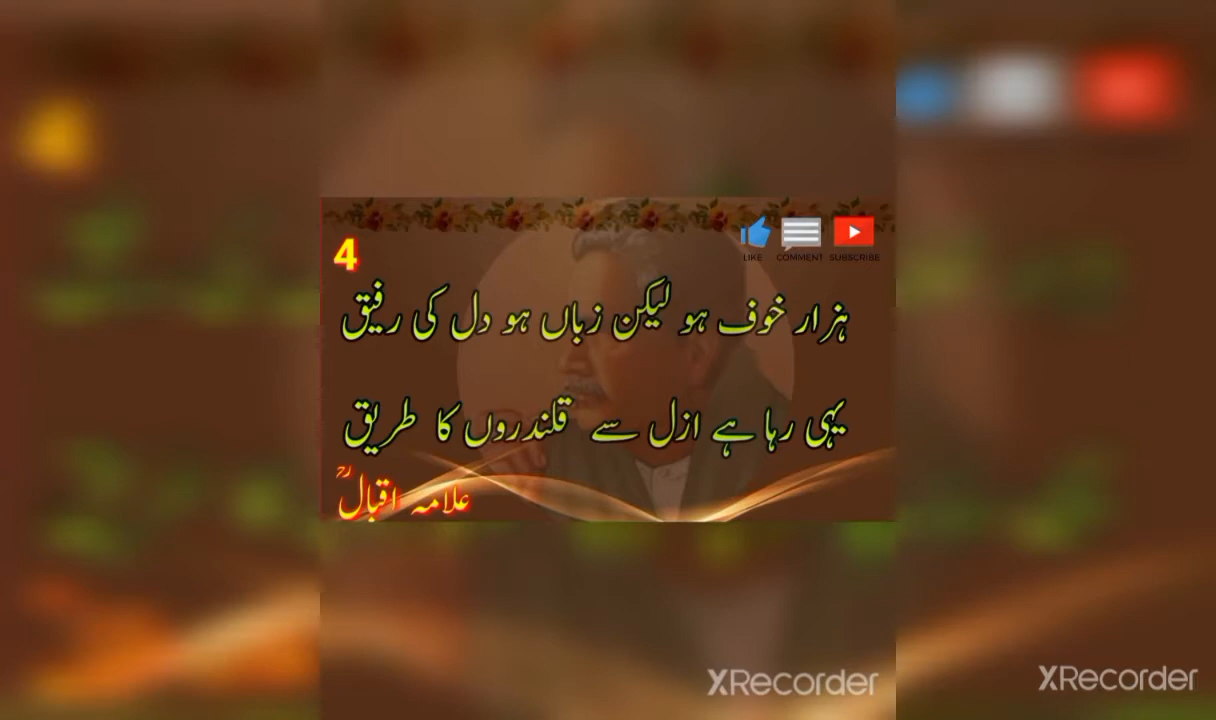 4
LIKE COMMENT SUBSCRIBE
ہزار خوف ہو لیکن زباں ہو دل کی رفیق
یہی رہا ہے ازل سے قلندروں کا طریق
علامہ اقبالؒ
XRecorder
XRecorder